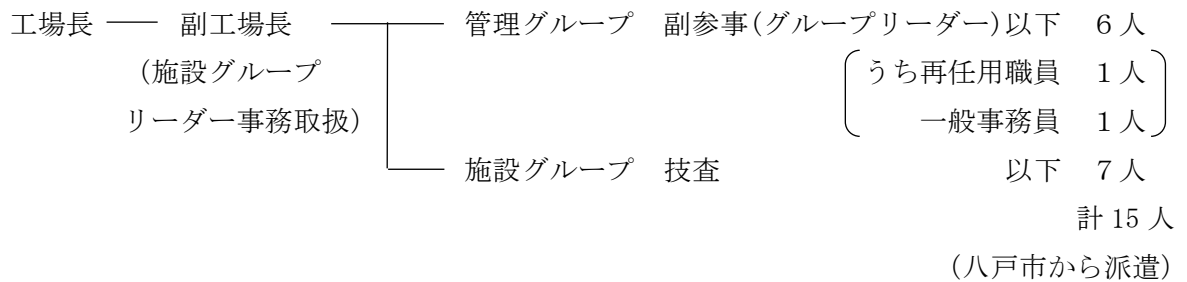 工場長 ― 副工場長 ― 管理グループ 副参事(グループリーダー)以下 6人
(施設グループ うち再任用職員 1人
リーダー事務取扱) 一般事務員 1人
施設グループ 技査 以下 7人
計 15 人
(八戸市から派遣)